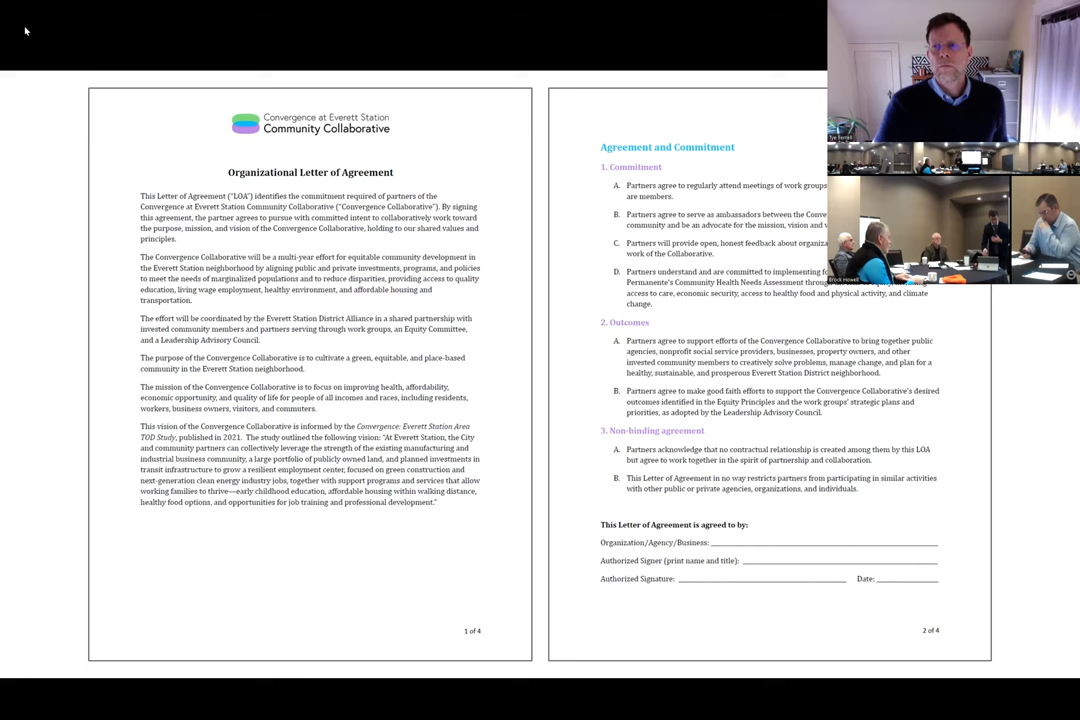 Convergence at Everett Station
Community Collaborative
Organizational Letter of Agreement
This Letter of Agreement ("LOA") identifies the commitment required of partners of the
Convergence at Everett Station Community Collaborative ("Convergence Collaborative"). By signing
this agreement, the partner agrees to pursue with committed intent to collaboratively work toward
the purpose, mission, and vision of the Convergence Collaborative, holding to our shared values and
principles.
The Convergence Collaborative will be a multi-year effort for equitable community development in
the Everett Station neighborhood by aligning public and private investments, programs, and policies
to meet the needs of marginalized populations and to reduce disparities, providing access to quality
education, living wage employment, healthy environment, and affordable housing and
transportation.
The effort will be coordinated by the Everett Station District Alliance in a shared partnership with
invested community members and partners serving through work groups, an Equity Committee,
and a Leadership Advisory Council.
The purpose of the Convergence Collaborative is to cultivate a green, equitable, and place-based
community in the Everett Station neighborhood.
The mission of the Convergence Collaborative is to focus on improving health, affordability,
economic opportunity, and quality of life for people of all incomes and races, including residents,
workers, business owners, visitors, and commuters.
This vision of the Convergence Collaborative is informed by the Convergence: Everett Station Area
TOD Study, published in 2021. The study outlined the following vision: "At Everett Station, the City
and community partners can collectively leverage the strength of the existing manufacturing and
industrial business community, a large portfolio of publicly owned land, and planned investments in
transit infrastructure to grow a resilient employment center, focused on green construction and
next-generation clean energy industry jobs, together with support programs and services that allow
working families to thrive—early childhood education, affordable housing within walking distance,
healthy food options, and opportunities for job training and professional development."
1 of 4
Agreement and Commitment
1. Commitment
A. Partners agree to regularly attend meetings of work groups
are members.
B. Partners agree to serve as ambassadors between the Conve
community and be an advocate for the mission, vision and v
C. Partners will provide open, honest feedback about organiza
work of the Collaborative.
D. Partners understand and are committed to implementing fo
Permanente's Community Health Needs Assessment throug
access to care, economic security, access to healthy food and physical activity, and climate
change.
2. Outcomes
A. Partners agree to support efforts of the Convergence Collaborative to bring together public
agencies, nonprofit social service providers, businesses, property owners, and other
invested community members to creatively solve problems, manage change, and plan for a
healthy, sustainable, and prosperous Everett Station District neighborhood.
B. Partners agree to make good faith efforts to support the Convergence Collaborative's desired
outcomes identified in the Equity Principles and the work groups' strategic plans and
priorities, as adopted by the Leadership Advisory Council.
3. Non-binding agreement
A. Partners acknowledge that no contractual relationship is created among them by this LOA
but agree to work together in the spirit of partnership and collaboration.
B. This Letter of Agreement in no way restricts partners from participating in similar activities
with other public or private agencies, organizations, and individuals.
This Letter of Agreement is agreed to by:
Organization/Agency/Business:
Authorized Signer (print name and title):
Authorized Signature: Date:
2 of 4
Tye Ferrell
Brock Howell